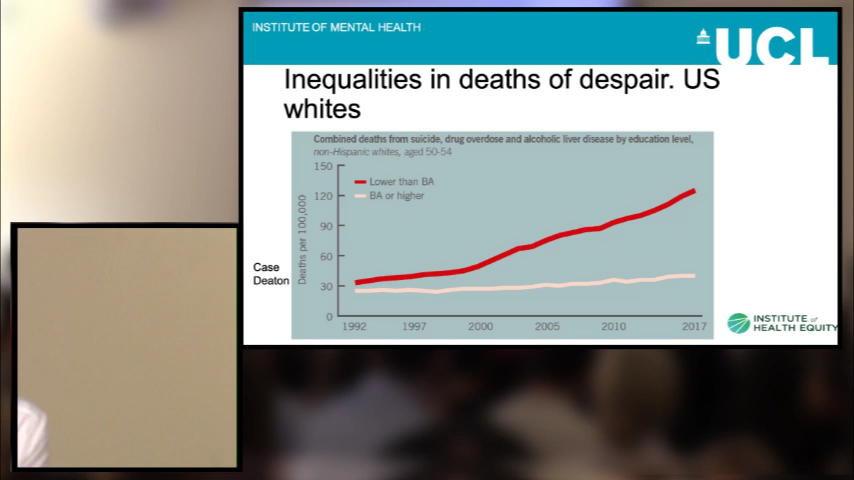 INSTITUTE OF MENTAL HEALTH
UCL
Inequalities in deaths of despair. US
whites
Combined deaths from suicide, drug overdose and alcoholic liver disease by education level,
non-Hispanic whites, aged 50-54
Deaths per 100,000
150
120
90
60
30
0
Lower than BA
BA or higher
1992
1997
2000
2005
2010
2017
Case
Deaton
INSTITUTE of
HEALTH EQUITY